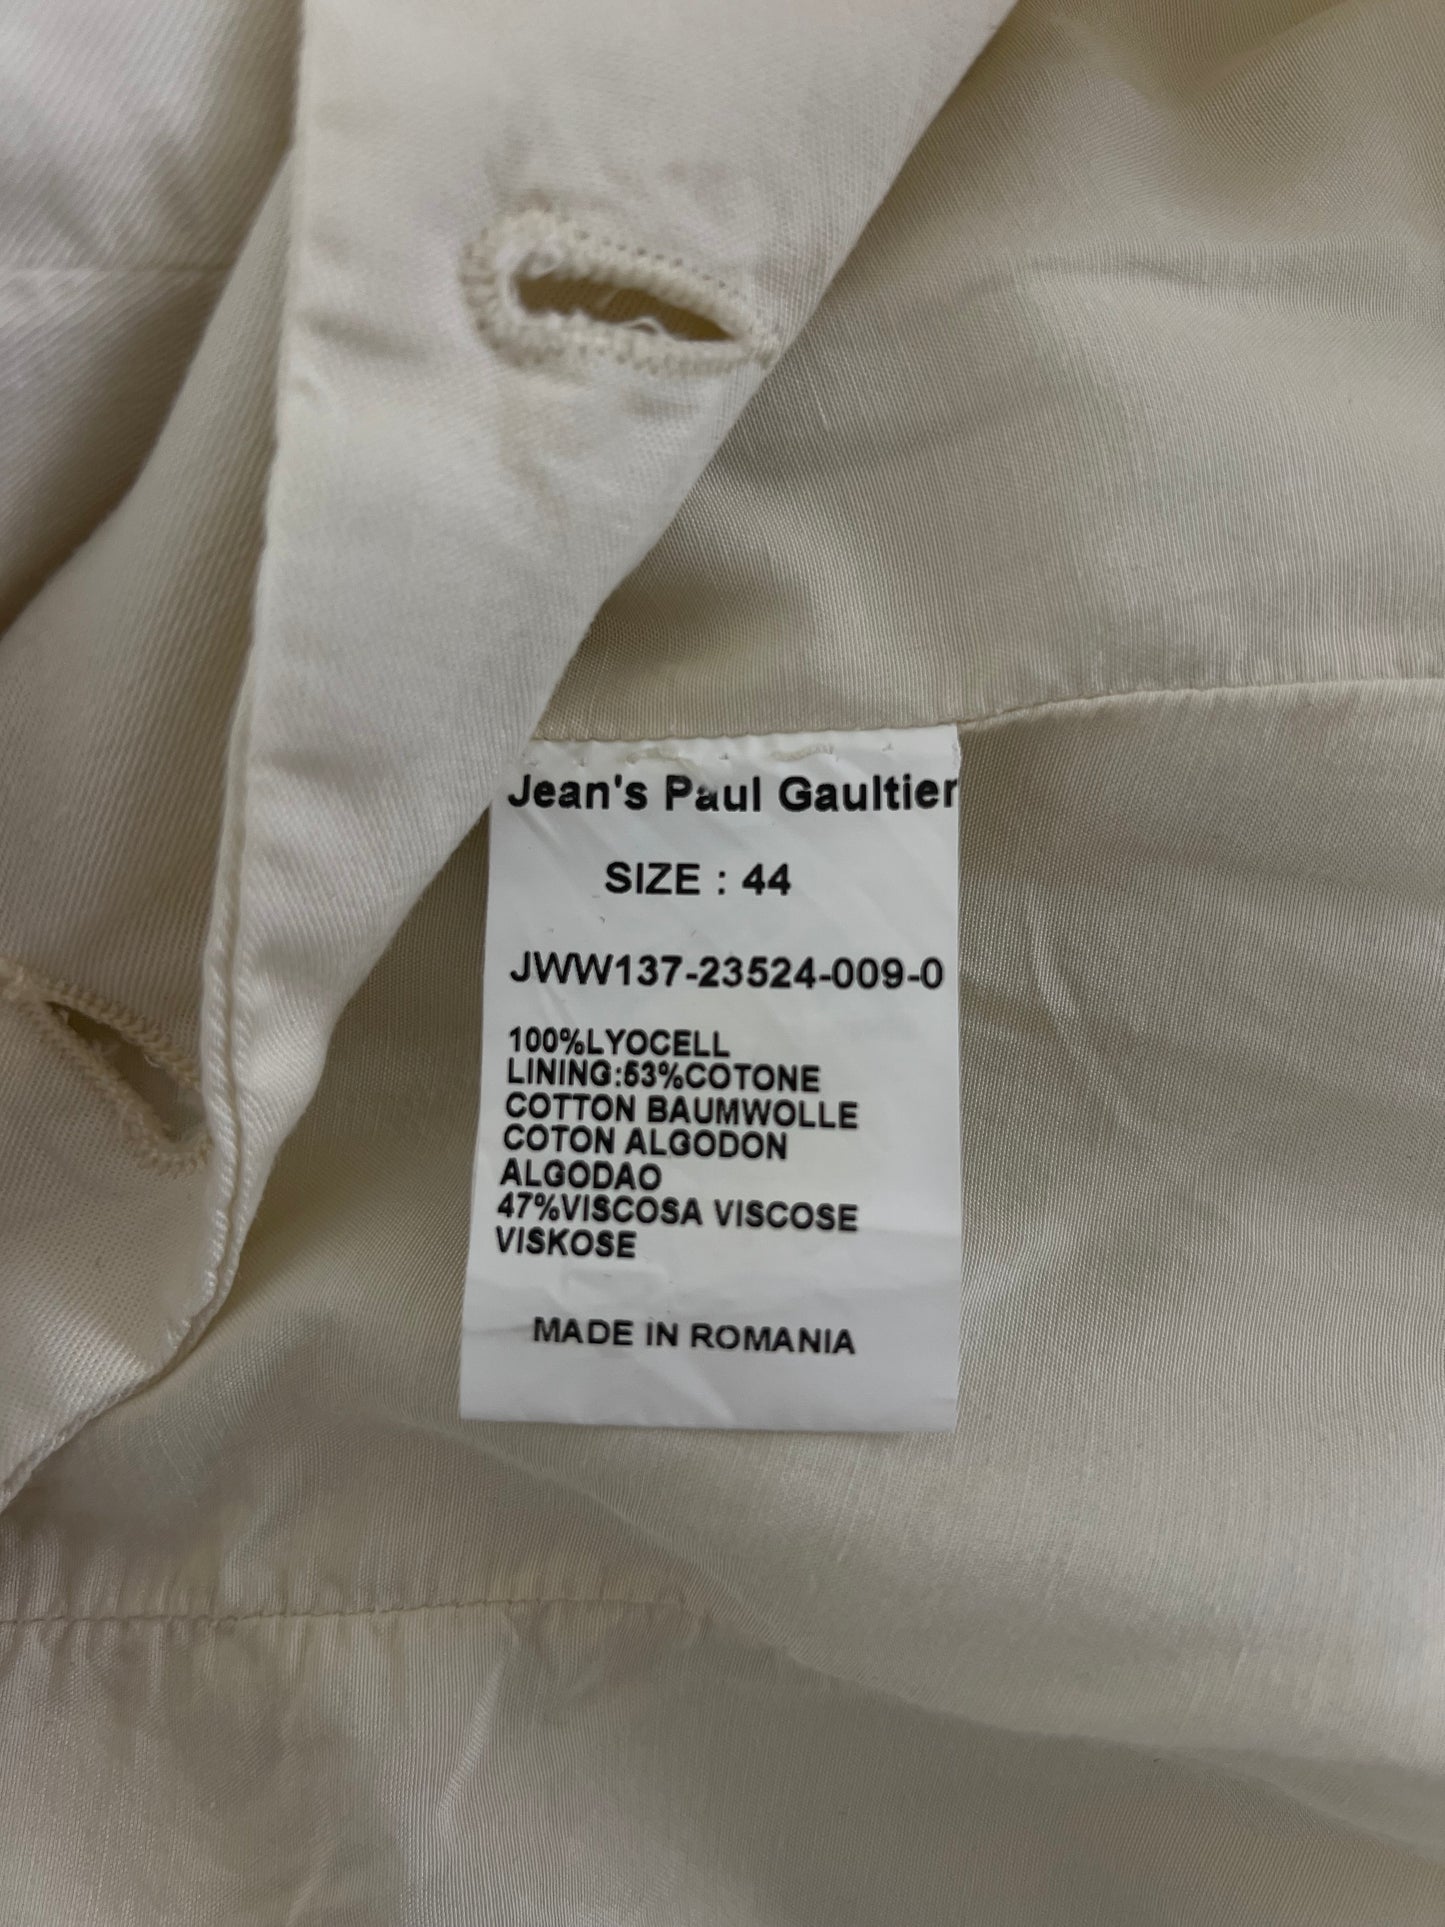 Jean's Paul Gaultier
SIZE : 44
JWW137-23524-009-0
100%LYOCELL
LINING:53%COTONE
COTTON BAUMWOLLE
COTON ALGODON
ALGODAO
47%VISCOSA VISCOSE
VISKOSE
MADE IN ROMANIA